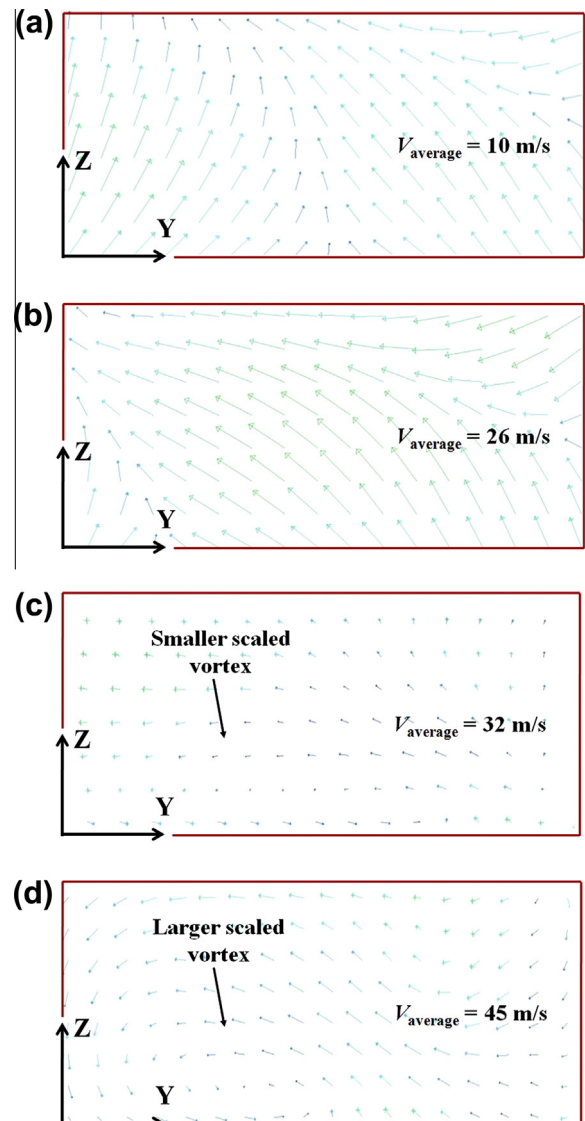 (a)
V average = 10 m/s
Z
Y
(b)
V average = 26 m/s
Z
Y
(c)
Smaller scaled
vortex
V average = 32 m/s
Z
Y
(d)
Larger scaled
vortex
V average = 45 m/s
Z
Y